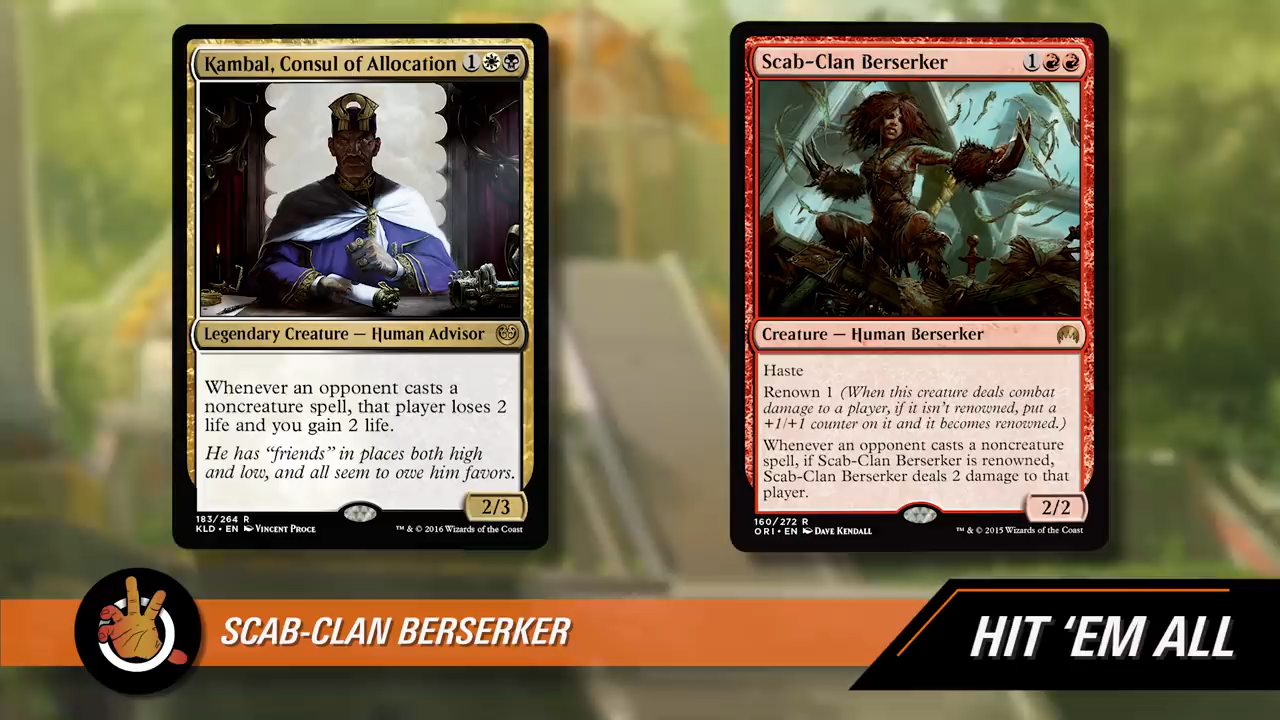 Kambal, Consul of Allocation 1
Legendary Creature — Human Advisor
Whenever an opponent casts a
noncreature spell, that player loses 2
life and you gain 2 life.
He has "friends" in places both high
and low, and all seem to owe him favors.
2/3
183/264 R
KLD • EN Vincent Proce
™ & © 2016 Wizards of the Coast
Scab-Clan Berserker 1
Creature — Human Berserker
Haste
Renown 1 (When this creature deals combat
damage to a player, if it isn't renowned, put a
+1/+1 counter on it and it becomes renowned.)
Whenever an opponent casts a noncreature
spell, if Scab-Clan Berserker is renowned,
Scab-Clan Berserker deals 2 damage to that
player.
2/2
160/272 R
ORI • EN Dave Kendall
™ & © 2015 Wizards of the Coast
SCAB-CLAN BERSERKER
HIT 'EM ALL